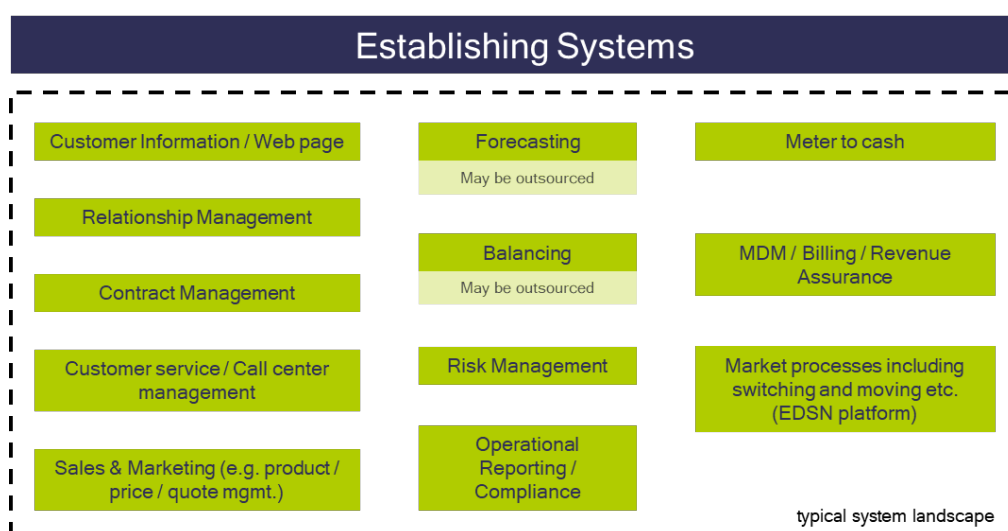 Establishing Systems
Customer Information / Web page
Relationship Management
Contract Management
Customer service / Call center
management
Sales & Marketing (e.g. product /
price / quote mgmt.)
Forecasting
May be outsourced
Balancing
May be outsourced
Risk Management
Operational
Reporting /
Compliance
Meter to cash
MDM / Billing / Revenue
Assurance
Market processes including
switching and moving etc.
(EDSN platform)
typical system landscape